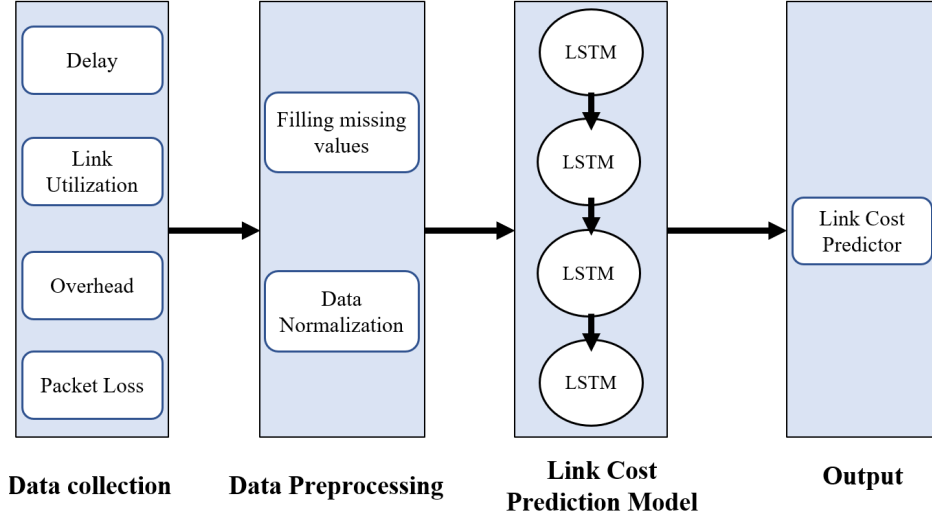 Delay
Link
Utilization
Overhead
Packet Loss
Data collection
Filling missing
values
Data
Normalization
Data Preprocessing
LSTM
LSTM
LSTM
LSTM
Link Cost
Prediction Model
Link Cost
Predictor
Output